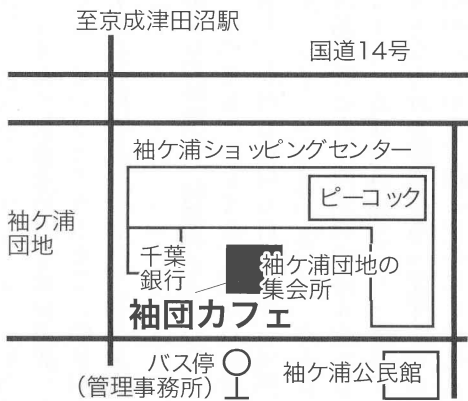 至京成津田沼駅
国道14号
袖ケ浦ショッピングセンター
ピーコック
袖ケ浦
団地
千葉
銀行
袖ケ浦団地の
集会所
袖団カフェ
バス停
(管理事務所)
袖ケ浦公民館